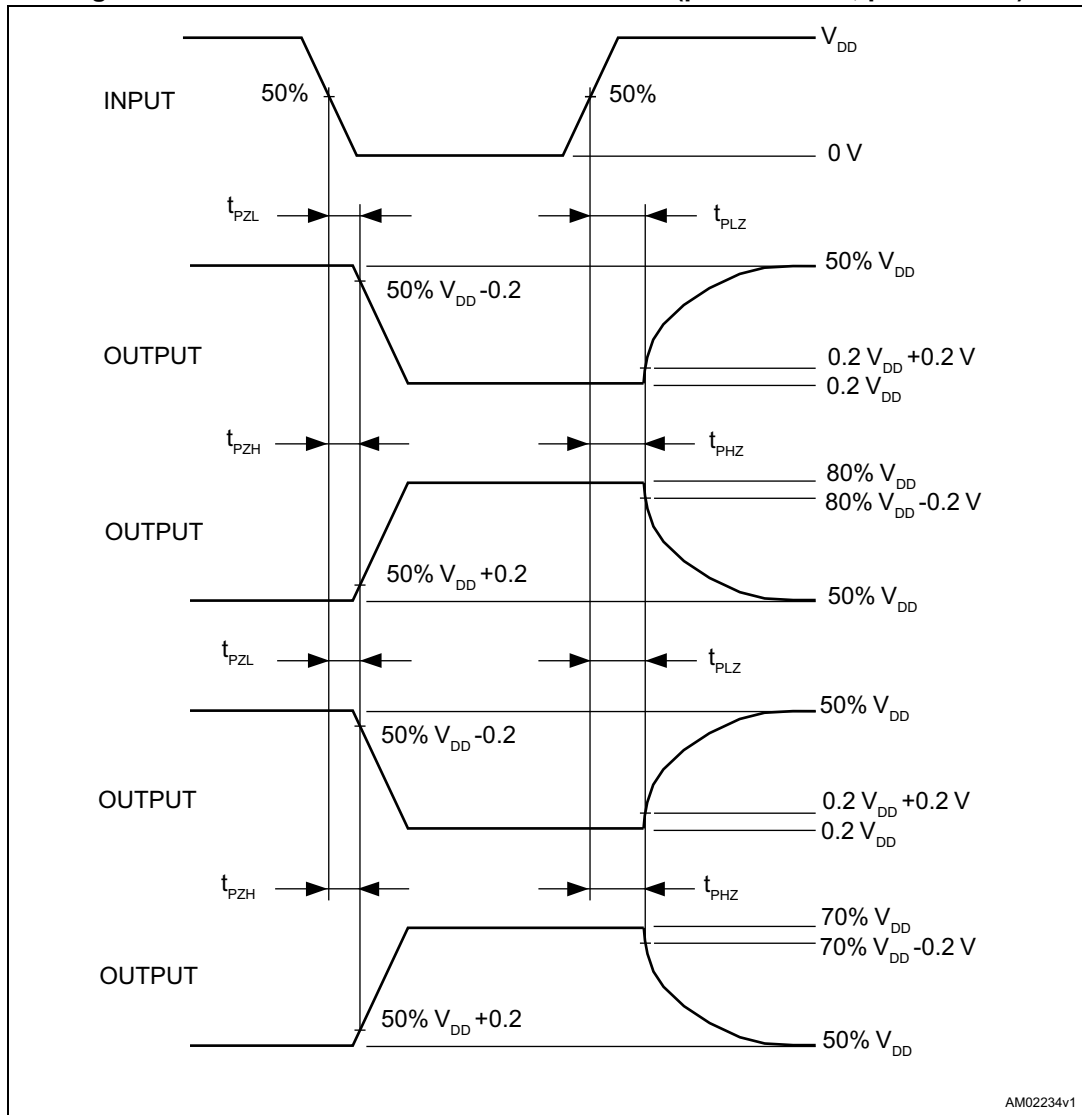 V_DD
50%
50%
INPUT
0 V
t_PZL
t_PLZ
50% V_DD
50% V_DD -0.2
OUTPUT
0.2 V_DD +0.2 V
0.2 V_DD
t_PZH
t_PHZ
80% V_DD
80% V_DD -0.2 V
OUTPUT
50% V_DD +0.2
50% V_DD
t_PZL
t_PLZ
50% V_DD
50% V_DD -0.2
OUTPUT
0.2 V_DD +0.2 V
0.2 V_DD
t_PZH
t_PHZ
70% V_DD
70% V_DD -0.2 V
OUTPUT
50% V_DD +0.2
50% V_DD
AM02234v1